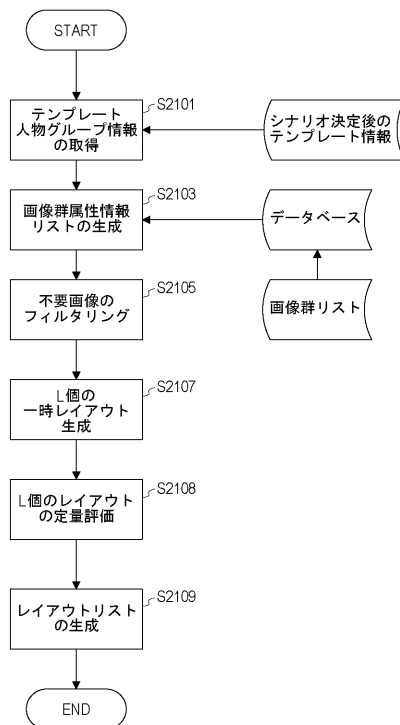 START
テンプレート
人物グループ情報
の取得
S2101
シナリオ決定後の
テンプレート情報
画像群属性情報
リストの生成
S2103
データベース
不要画像の
フィルタリング
S2105
画像群リスト
L個の
一時レイアウト
生成
S2107
L個のレイアウト
の定量評価
S2108
レイアウトリスト
の生成
S2109
END